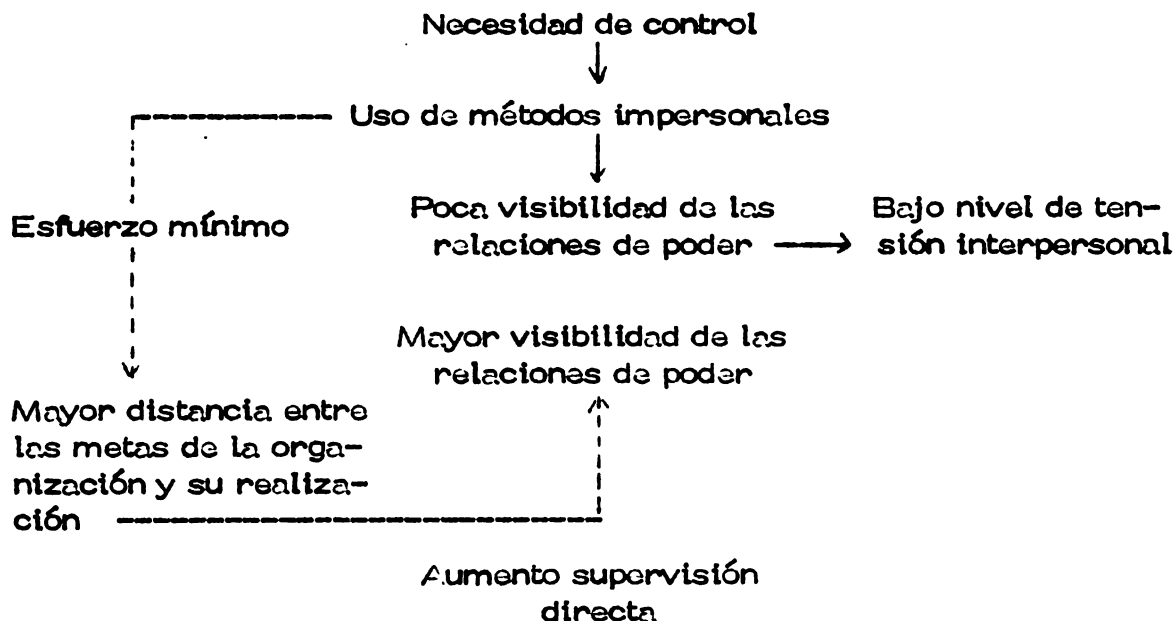 Necesidad de control
Uso de métodos impersonales
Esfuerzo mínimo
Poca visibilidad de las
relaciones de poder
Bajo nivel de ten-
sión interpersonal
Mayor visibilidad de las
relaciones de poder
Mayor distancia entre
las metas de la orga-
nización y su realiza-
ción
Aumento supervisión
directa